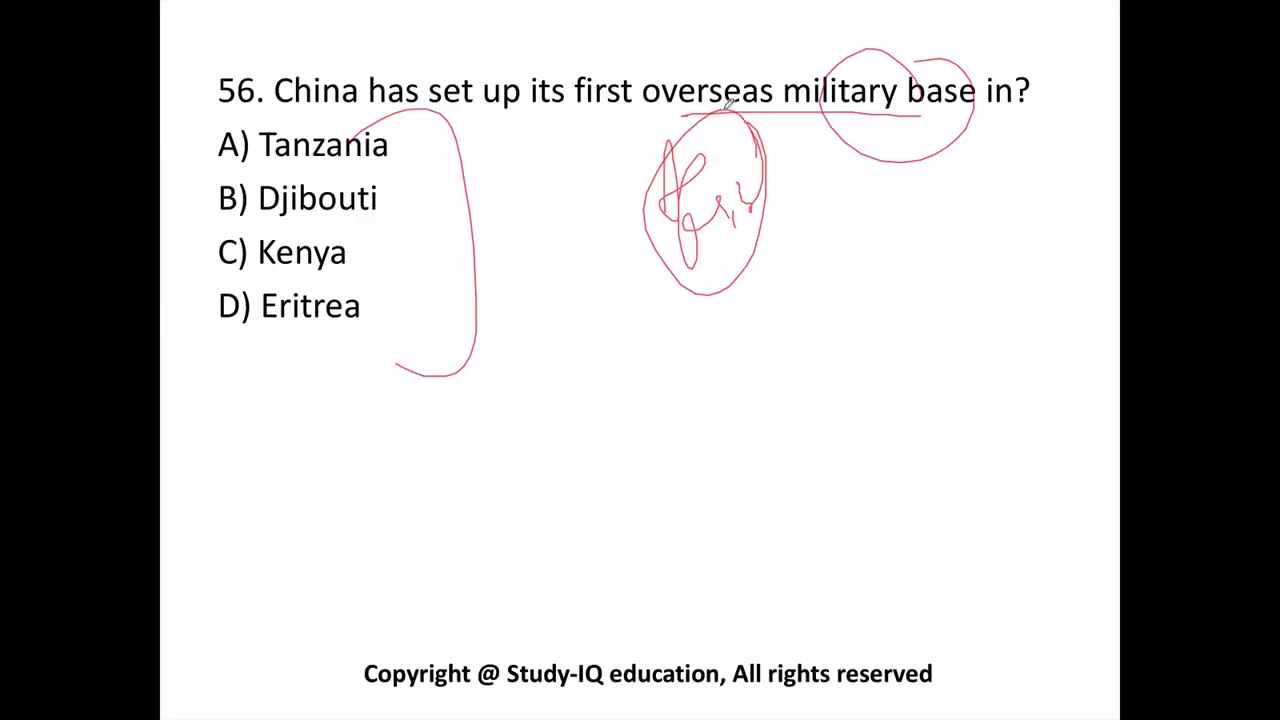 56. China has set up its first overseas military base in?
A) Tanzania
B) Djibouti
C) Kenya
D) Eritrea
Copyright @ Study-IQ education, All rights reserved